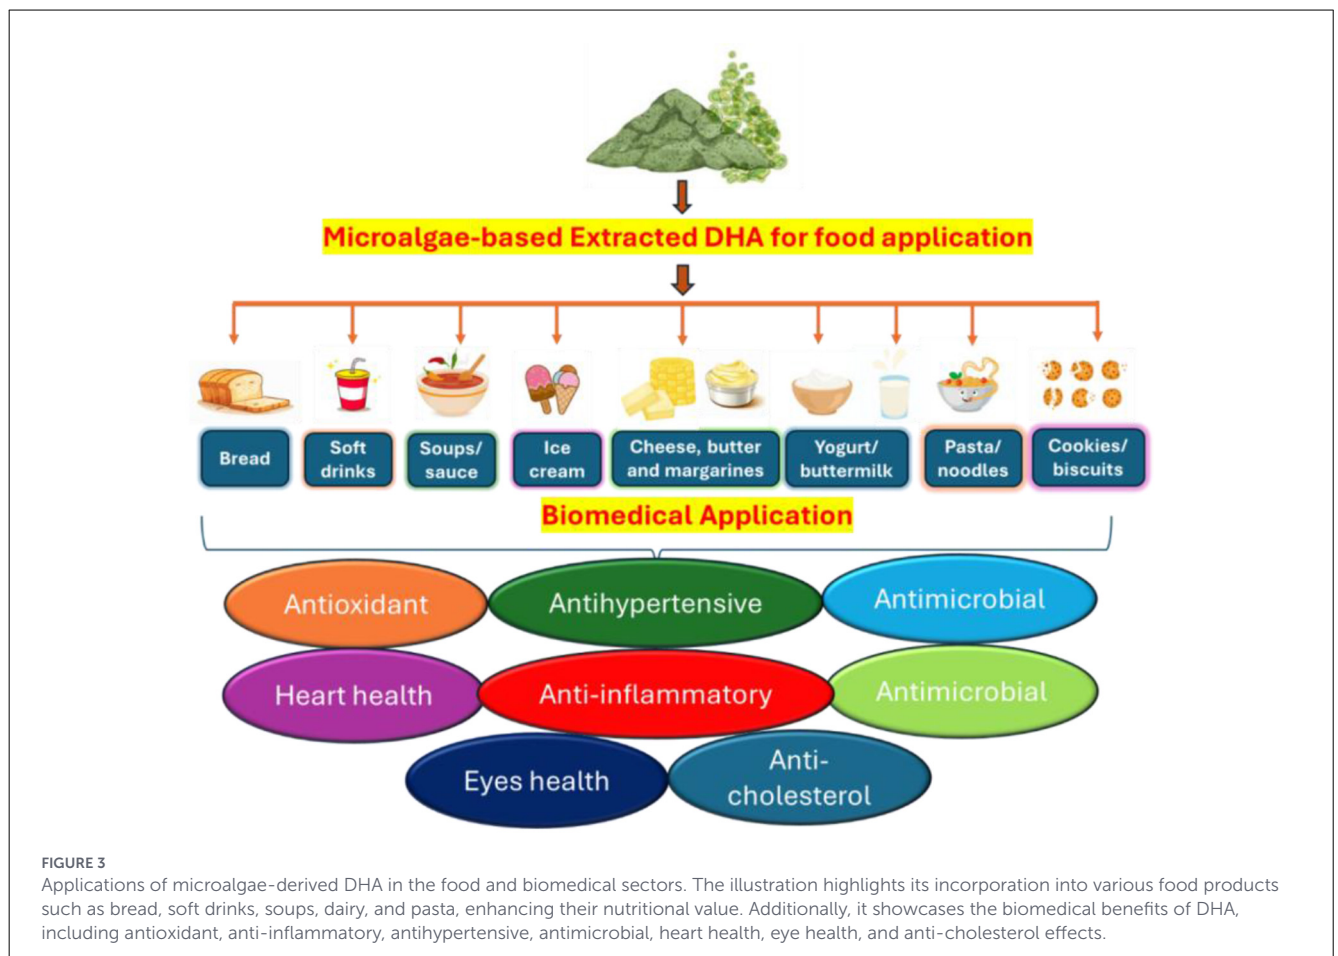 Microalgae-based Extracted DHA for food application
Bread
Soft
drinks
Soups/
sauce
Ice
cream
Cheese, butter
and margarines
Yogurt/
buttermilk
Pasta/
noodles
Cookies/
biscuits
Biomedical Application
Antioxidant
Antihypertensive
Antimicrobial
Heart health
Anti-inflammatory
Antimicrobial
Eyes health
Anti-
cholesterol
FIGURE 3
Applications of microalgae-derived DHA in the food and biomedical sectors. The illustration highlights its incorporation into various food products
such as bread, soft drinks, soups, dairy, and pasta, enhancing their nutritional value. Additionally, it showcases the biomedical benefits of DHA,
including antioxidant, anti-inflammatory, antihypertensive, antimicrobial, heart health, eye health, and anti-cholesterol effects.